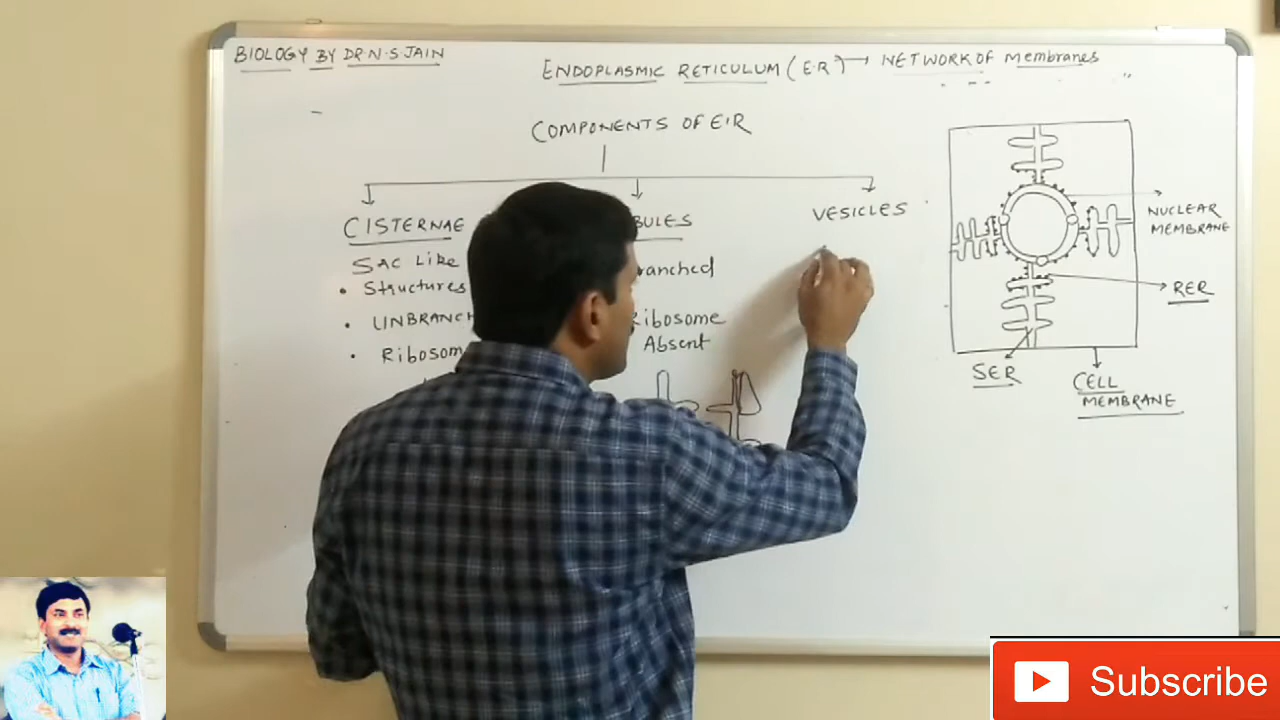 BIOLOGY BY DR.N.S.JAIN
ENDOPLASMIC RETICULUM (E.R) → NETWORK OF Membranes
COMPONENTS OF E.R
CISTERNAE
SAC LIKE
• Structures
• UNBRANCH
• Ribosom
BULES
ranched
Ribosome
Absent
VESICLES
NUCLEAR
MEMBRANE
RER
SER
CELL
MEMBRANE
Subscribe